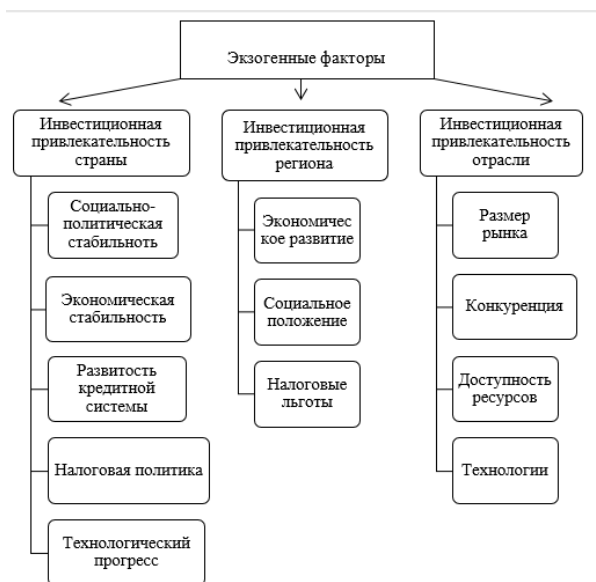 Экзогенные факторы
Инвестиционная
привлекательность
страны
Социально-
политическая
стабильноть
Экономическая
стабильность
Развитость
кредитной
системы
Налоговая политика
Технологический
прогресс
Инвестиционная
привлекательность
региона
Экономичес
кое развитие
Социальное
положение
Налоговые
льготы
Инвестиционная
привлекательность
отрасли
Размер
рынка
Конкуренция
Доступность
ресурсов
Технологии